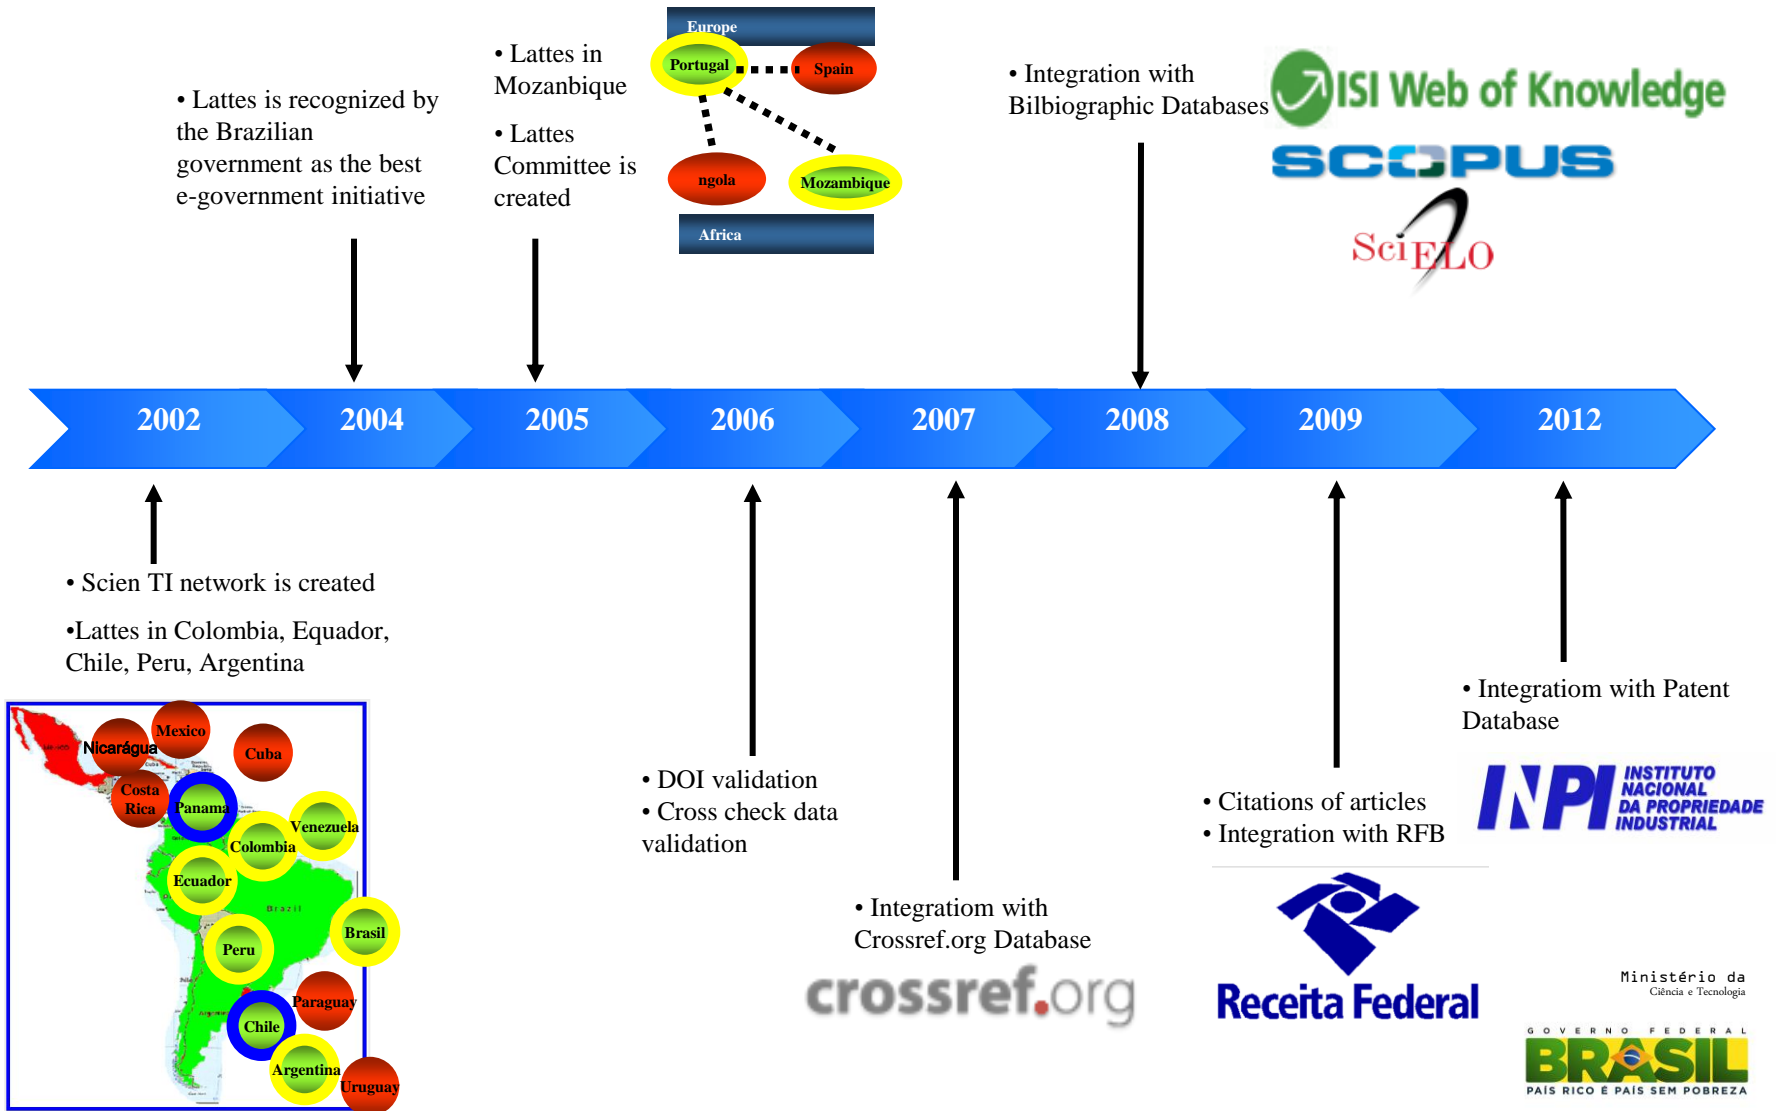 • Lattes is recognized by
the Brazilian
government as the best
e-government initiative
• Lattes in
Mozanbique
• Lattes
Committee is
created
Europe
Portugal
Spain
ngola
Mozambique
Africa
• Integration with
Bilbiographic Databases
ISI Web of Knowledge
SCOPUS
SciELO
2002
2004
2005
2006
2007
2008
2009
2012
• Scien TI network is created
•Lattes in Colombia, Equador,
Chile, Peru, Argentina
Nicarágua
Mexico
Cuba
Costa
Rica
Panama
Venezuela
Colombia
Ecuador
Brazil
Brasil
Peru
Paraguay
Chile
Argentina
Uruguay
• DOI validation
• Cross check data
validation
• Integratiom with
Crossref.org Database
crossref.org
• Citations of articles
• Integration with RFB
Receita Federal
• Integratiom with Patent
Database
INPI
INSTITUTO
NACIONAL
DA PROPRIEDADE
INDUSTRIAL
Ministério da
Ciência e Tecnologia
GOVERNO FEDERAL
BRASIL
PAÍS RICO É PAÍS SEM POBREZA